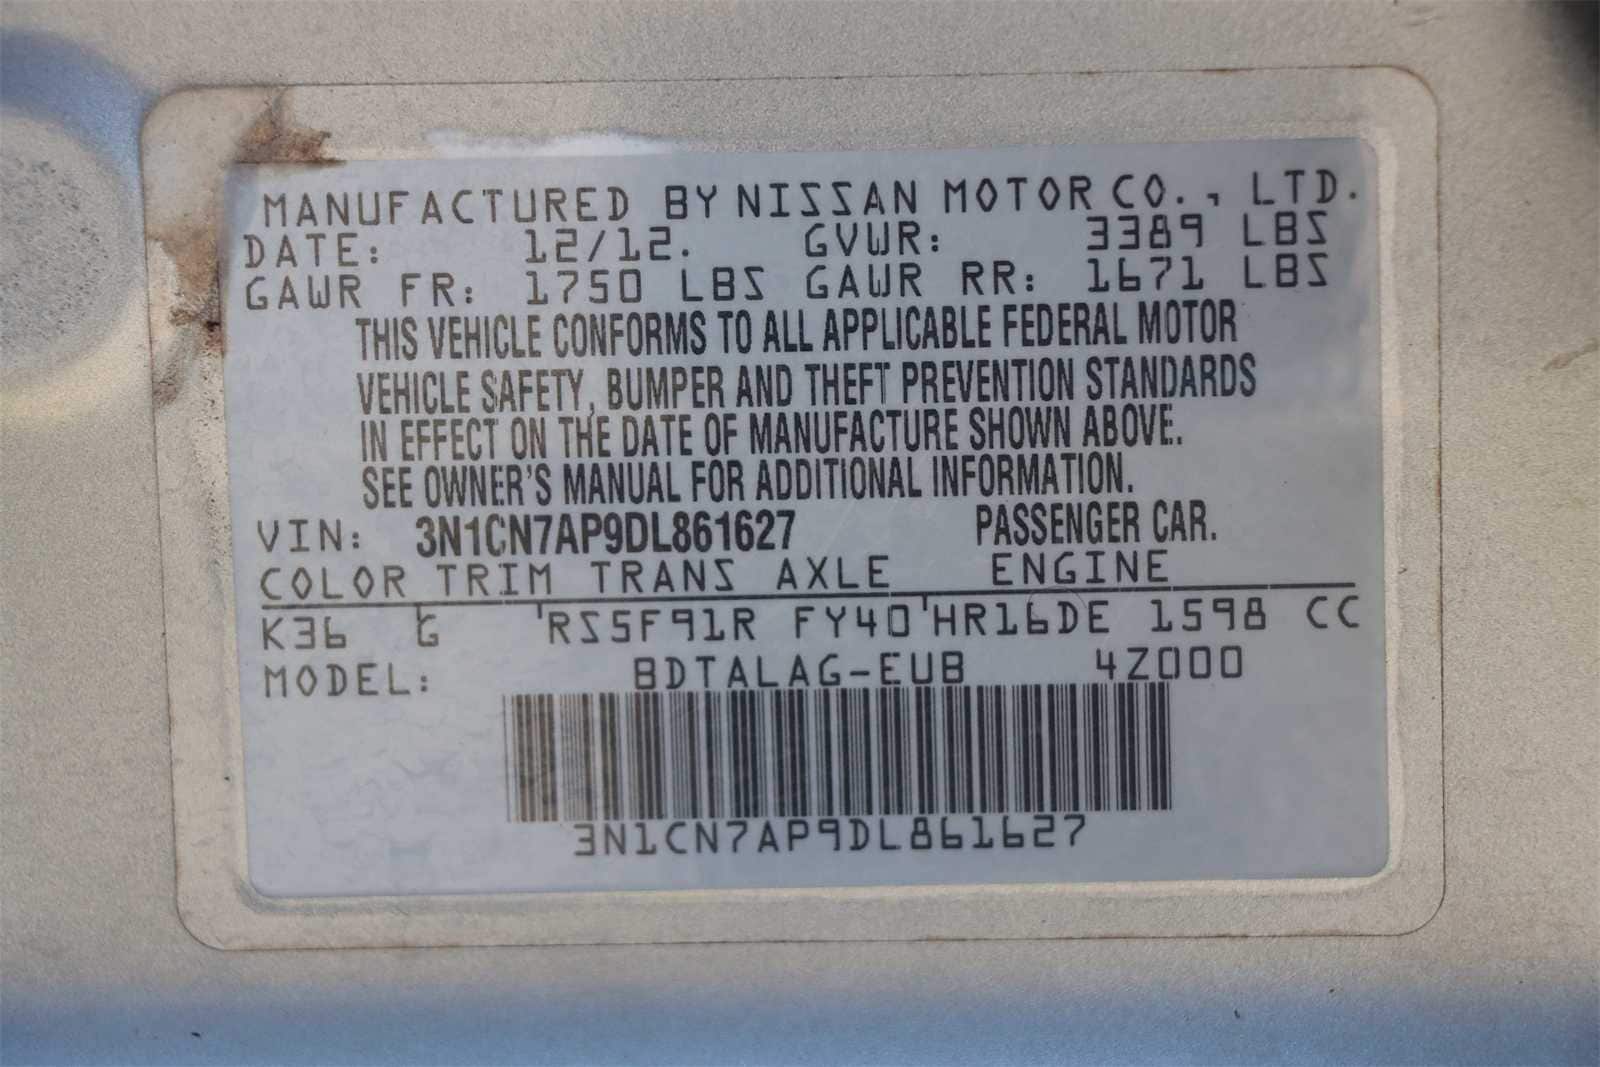 MANUFACTURED BY NISSAN MOTOR CO., LTD.
DATE: 12/12. GVWR: 3389 LBS
GAWR FR: 1750 LBS GAWR RR: 1671 LBS
THIS VEHICLE CONFORMS TO ALL APPLICABLE FEDERAL MOTOR
VEHICLE SAFETY, BUMPER AND THEFT PREVENTION STANDARDS
IN EFFECT ON THE DATE OF MANUFACTURE SHOWN ABOVE.
SEE OWNER'S MANUAL FOR ADDITIONAL INFORMATION.
VIN: 3N1CN7AP9DL861627 PASSENGER CAR.
COLOR TRIM TRANS AXLE ENGINE
K36 G RS5F91R FY40 HR16DE 1598 CC
MODEL: BDTALAG-EUB 4Z000
3N1CN7AP9DL861627